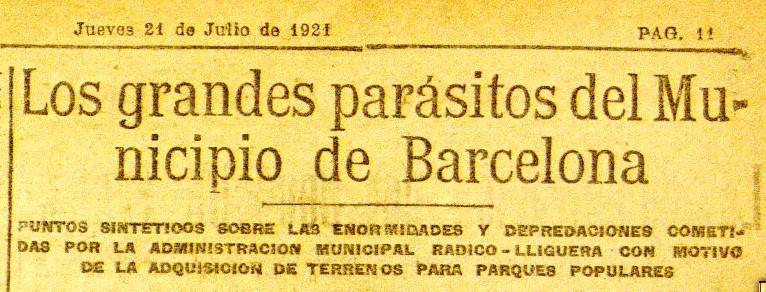 Jueves 21 de Julio de 1921
PAG. 11
Los grandes parásitos del Mu-
nicipio de Barcelona
PUNTOS SINTETICOS SOBRE LAS ENORMIDADES Y DEPREDACIONES COMETI-
DAS POR LA ADMINISTRACION MUNICIPAL RADICO-LLIGUERA CON MOTIVO
DE LA ADQUISICION DE TERRENOS PARA PARQUES POPULARES